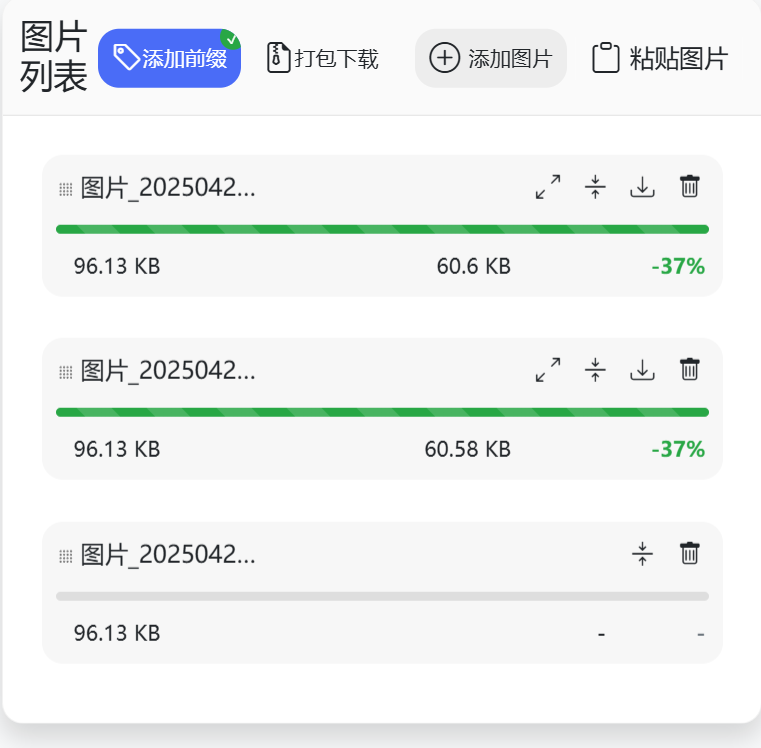 图片
列表
添加前缀
打包下载
添加图片
粘贴图片
图片_2025042...
96.13 KB 60.6 KB -37%
图片_2025042...
96.13 KB 60.58 KB -37%
图片_2025042...
96.13 KB - -